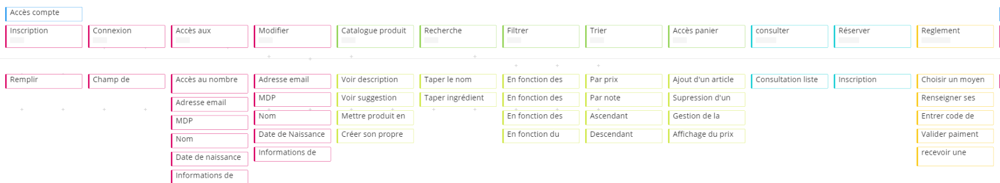 Accès compte
Inscription
Connexion
Accès aux
Modifier
Catalogue produit
Recherche
Filtrer
Trier
Accès panier
consulter
Réserver
Reglement
Remplir
Champ de
Accès au nombre
Adresse email
Voir description
Taper le nom
En fonction des
Par prix
Ajout d'un article
Consultation liste
Inscription
Choisir un moyen
Adresse email
MDP
Voir suggestion
Taper ingrédient
En fonction des
Par note
Supression d'un
Renseigner ses
MDP
Nom
Mettre produit en
En fonction des
Ascendant
Gestion de la
Entrer code de
Nom
Date de Naissance
Créer son propre
En fonction du
Descendant
Affichage du prix
Valider paiment
Date de naissance
Informations de
recevoir une
Informations de